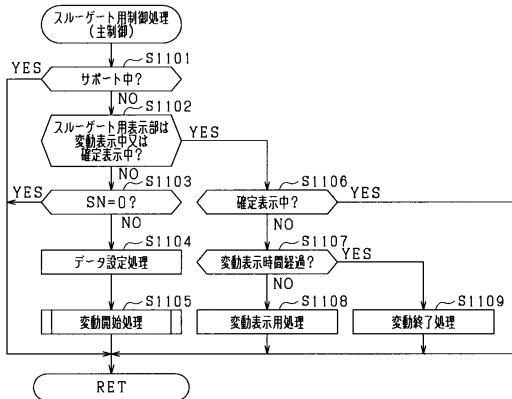 スルーゲート用制御処理
(主制御)
S1101
YES
サポート中?
NO
S1102
スルーゲート用表示部は
変動表示中又は
確定表示中?
YES
NO
S1103
YES
SN=0?
NO
S1106
確定表示中?
YES
NO
S1104
データ設定処理
S1107
変動表示時間経過?
YES
NO
S1105
変動開始処理
S1108
変動表示用処理
S1109
変動終了処理
RET